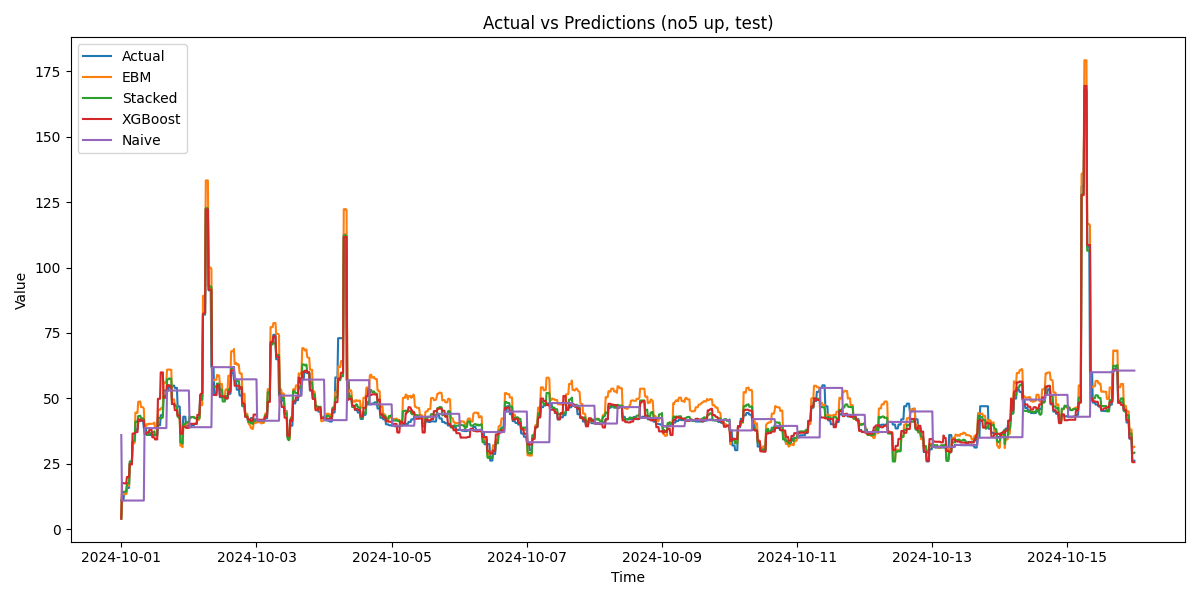 Actual vs Predictions (no5 up, test)
Actual
EBM
Stacked
XGBoost
Naive
175
150
125
100
75
50
25
0
Value
2024-10-01
2024-10-03
2024-10-05
2024-10-07
2024-10-09
2024-10-11
2024-10-13
2024-10-15
Time